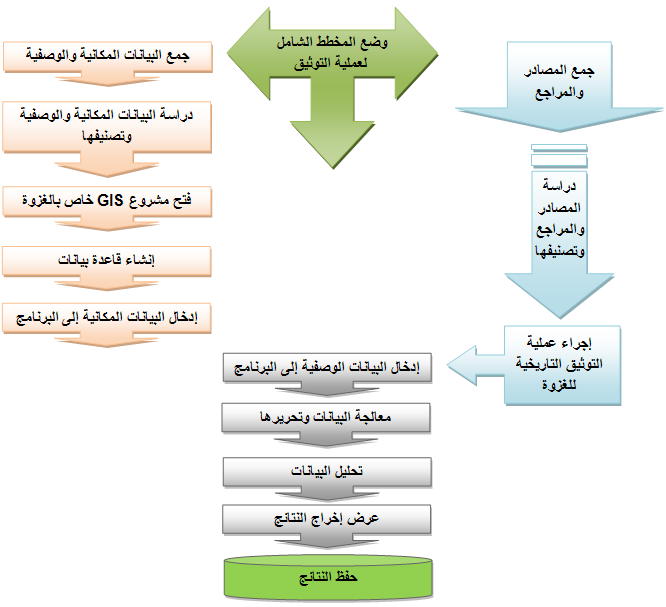 وضع المخطط الشامل
لعملية التوثيق
جمع المصادر
والمراجع
دراسة
المصادر
والمراجع
وتصنيفها
إجراء عملية
التوثيق التاريخية
للغزوة
جمع البيانات المكانية والوصفية
دراسة البيانات المكانية والوصفية
وتصنيفها
فتح مشروع GIS خاص بالغزوة
إنشاء قاعدة بيانات
إدخال البيانات المكانية إلى البرنامج
إدخال البيانات الوصفية إلى البرنامج
معالجة البيانات وتحريرها
تحليل البيانات
عرض إخراج النتائج
حفظ النتائج